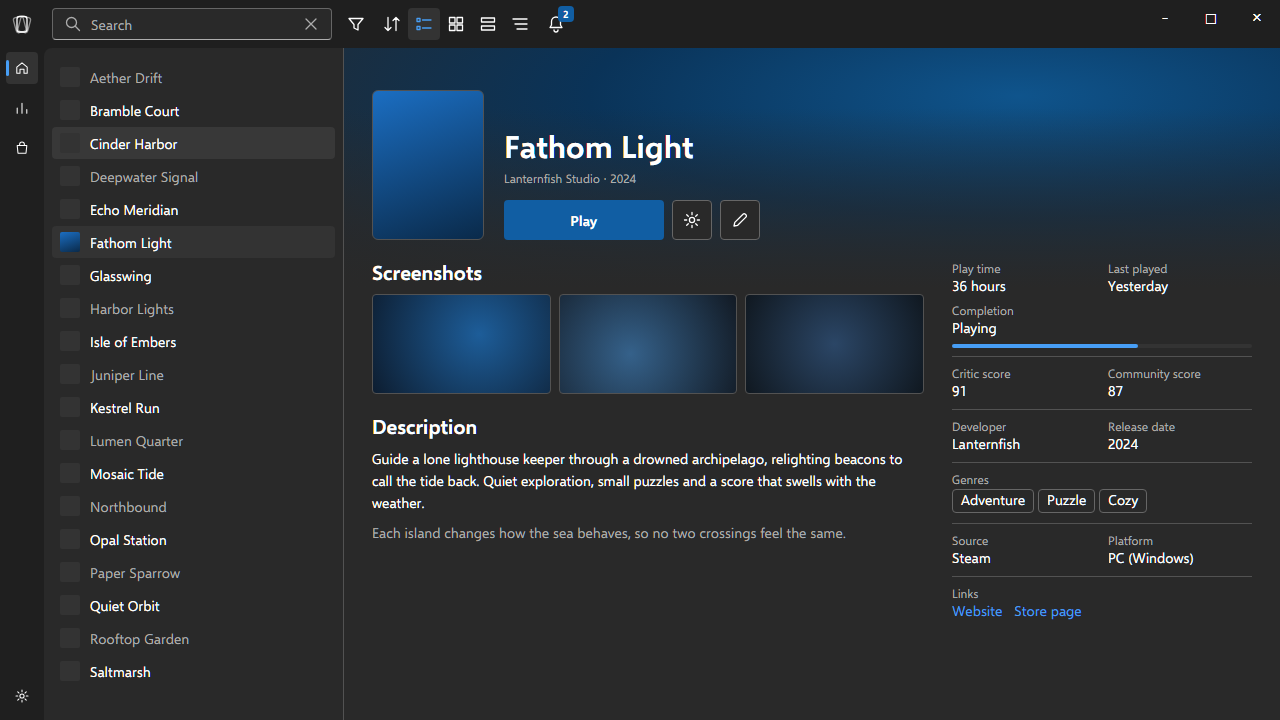 Search
2
Aether Drift
Bramble Court
Cinder Harbor
Deepwater Signal
Echo Meridian
Fathom Light
Glasswing
Harbor Lights
Isle of Embers
Juniper Line
Kestrel Run
Lumen Quarter
Mosaic Tide
Northbound
Opal Station
Paper Sparrow
Quiet Orbit
Rooftop Garden
Saltmarsh
Fathom Light
Lanternfish Studio · 2024
Play
Screenshots
Description
Guide a lone lighthouse keeper through a drowned archipelago, relighting beacons to
call the tide back. Quiet exploration, small puzzles and a score that swells with the
weather.
Each island changes how the sea behaves, so no two crossings feel the same.
Play time
36 hours
Last played
Yesterday
Completion
Playing
Critic score
91
Community score
87
Developer
Lanternfish
Release date
2024
Genres
Adventure Puzzle Cozy
Source
Steam
Platform
PC (Windows)
Links
Website Store page